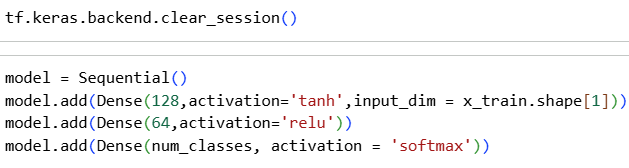 tf.keras.backend.clear_session()
model = Sequential()
model.add(Dense(128,activation='tanh',input_dim = x_train.shape[1]))
model.add(Dense(64,activation='relu'))
model.add(Dense(num_classes, activation = 'softmax'))